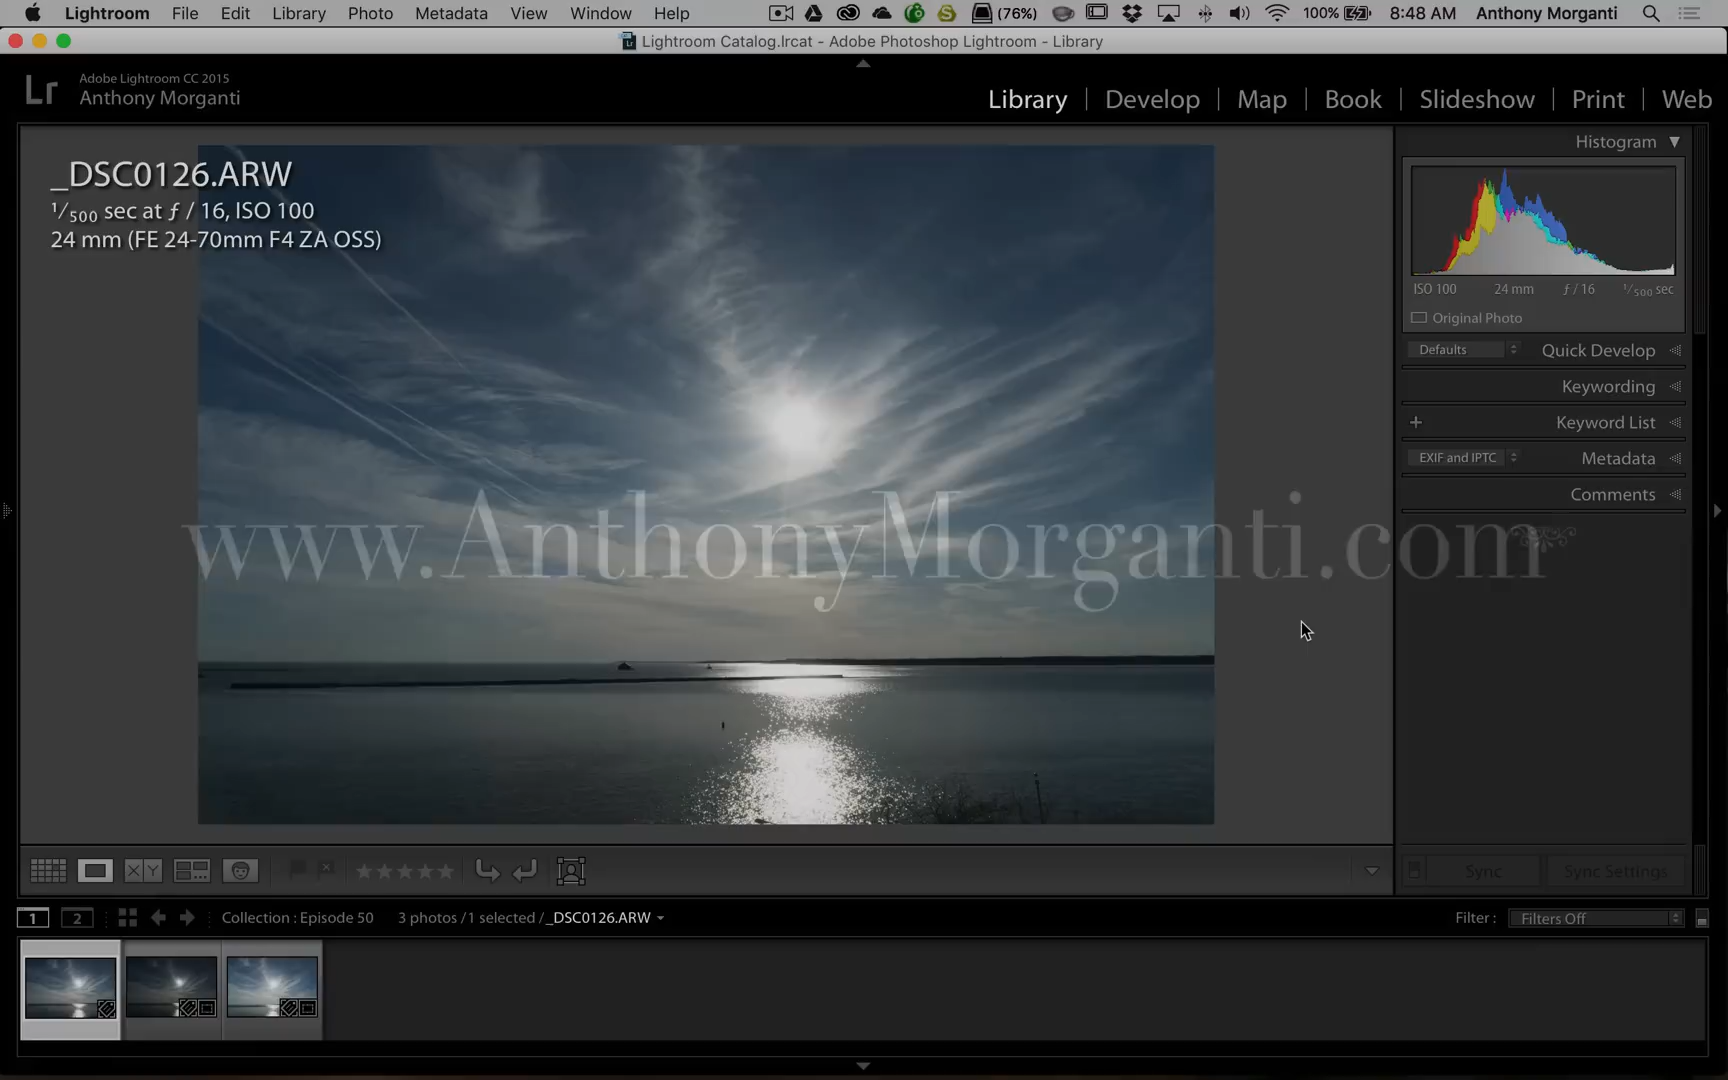 Lightroom File Edit Library Photo Metadata View Window Help (76%) 100% 8:48 AM Anthony Morganti
Lightroom Catalog.lrcat - Adobe Photoshop Lightroom - Library
Lr Adobe Lightroom CC 2015
Anthony Morganti
Library | Develop | Map | Book | Slideshow | Print | Web
Histogram
_DSC0126.ARW
1/500 sec at ƒ / 16, ISO 100
24 mm (FE 24-70mm F4 ZA OSS)
ISO 100 24 mm ƒ / 16 1/500 sec
Original Photo
Defaults Quick Develop
Keywording
+ Keyword List
EXIF and IPTC Metadata
Comments
www.AnthonyMorganti.com
XY
Sync Sync Settings
1 2 Collection : Episode 50 3 photos / 1 selected / _DSC0126.ARW Filter : Filters Off